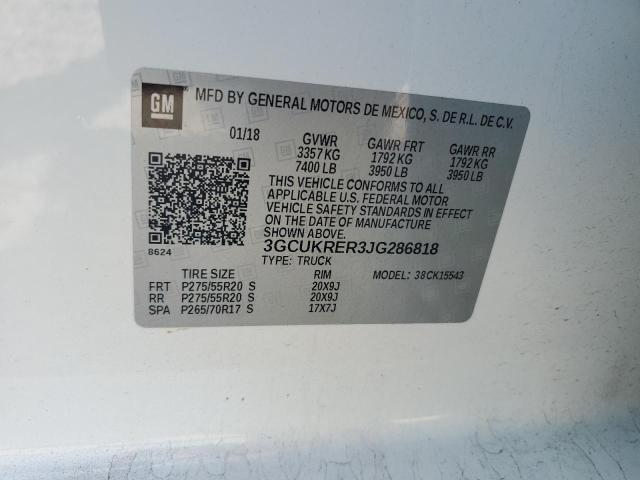 GM MFD BY GENERAL MOTORS DE MEXICO, S. DE R.L. DE C.V.
01/18 GVWR GAWR FRT GAWR RR
3357 KG 1792 KG 1792 KG
7400 LB 3950 LB 3950 LB
THIS VEHICLE CONFORMS TO ALL
APPLICABLE U.S. FEDERAL MOTOR
VEHICLE SAFETY STANDARDS IN EFFECT
ON THE DATE OF MANUFACTURE
SHOWN ABOVE.
8624
3GCUKRER3JG286818
TYPE: TRUCK MODEL: 38CK15543
TIRE SIZE RIM
FRT P275/55R20 S 20X9J
RR P275/55R20 S 20X9J
SPA P265/70R17 S 17X7J